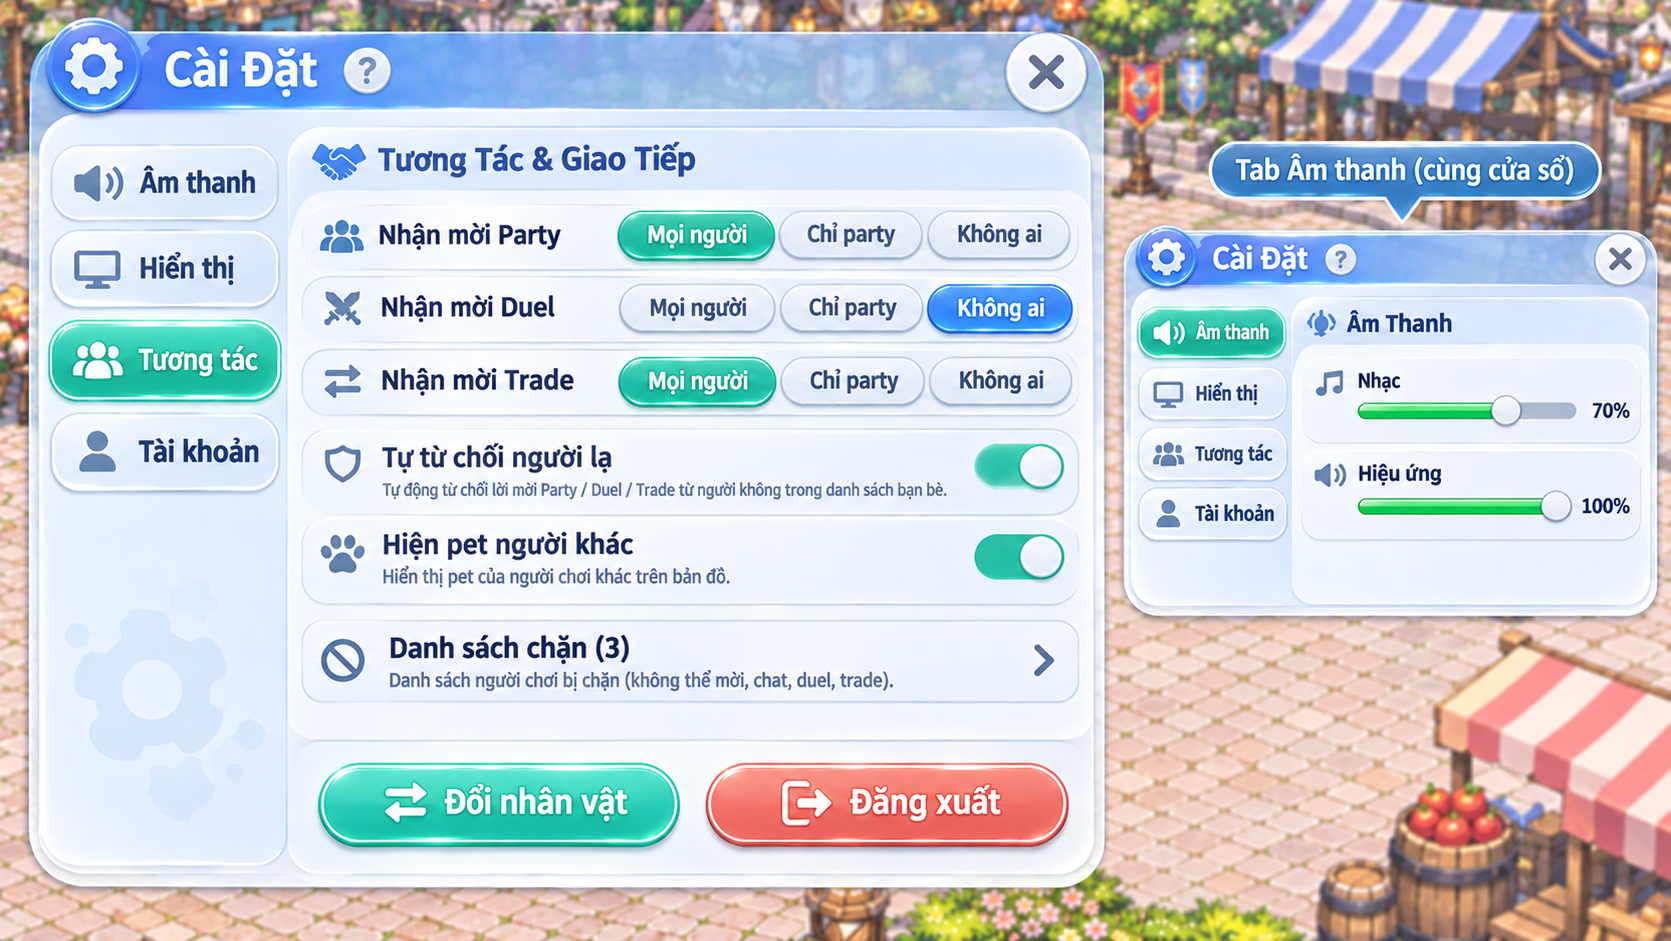 Cài Đặt ?
Âm thanh
Hiển thị
Tương tác
Tài khoản
Tương Tác & Giao Tiếp
Nhận mời Party Mọi người Chỉ party Không ai
Nhận mời Duel Mọi người Chỉ party Không ai
Nhận mời Trade Mọi người Chỉ party Không ai
Tự từ chối người lạ
Tự động từ chối lời mời Party / Duel / Trade từ người không trong danh sách bạn bè.
Hiện pet người khác
Hiển thị pet của người chơi khác trên bản đồ.
Danh sách chặn (3)
Danh sách người chơi bị chặn (không thể mời, chat, duel, trade).
Đổi nhân vật
Đăng xuất
Tab Âm thanh (cùng cửa sổ)
Cài Đặt ?
Âm thanh
Hiển thị
Tương tác
Tài khoản
Âm Thanh
Nhạc
70%
Hiệu ứng
100%